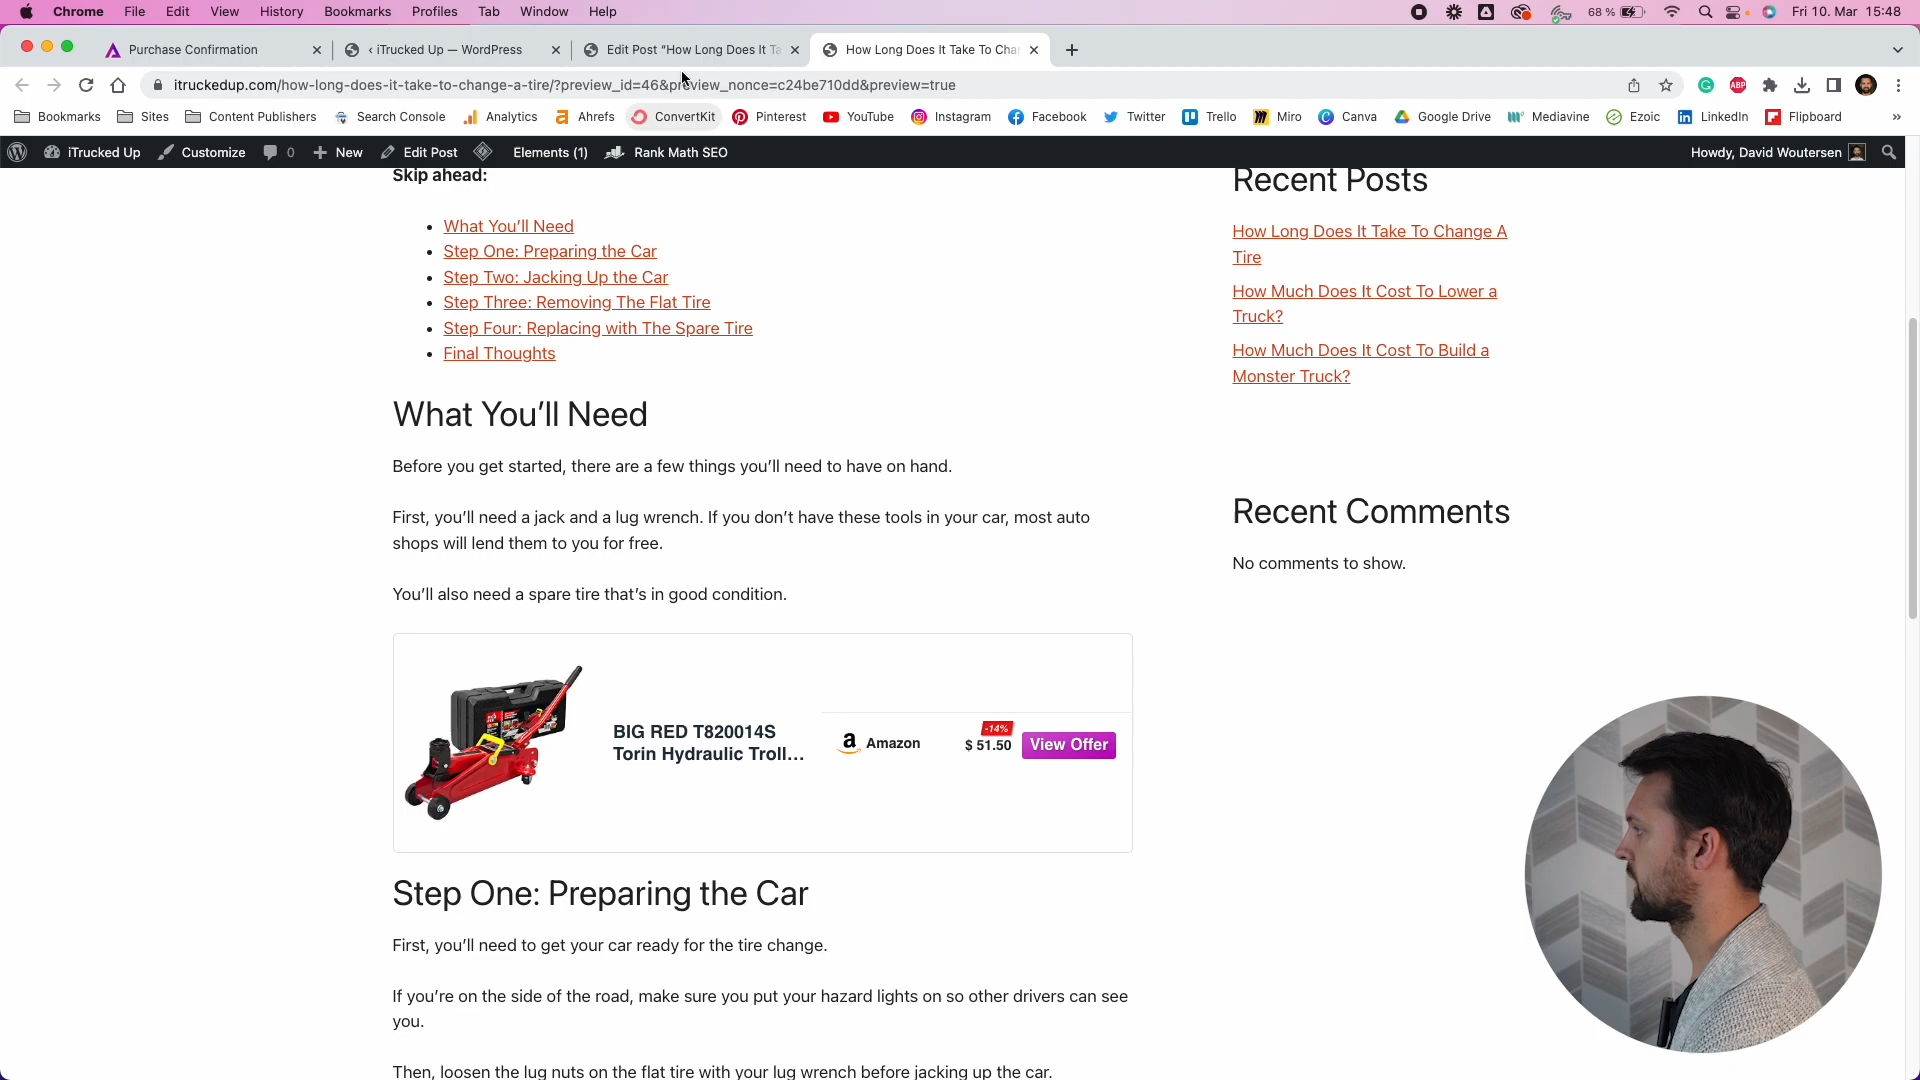 Chrome File Edit View History Bookmarks Profiles Tab Window Help 68 % Fri 10. Mar 15:48
Purchase Confirmation
‹ iTrucked Up — WordPress
Edit Post “How Long Does It Ta
How Long Does It Take To Cha
itruckedup.com/how-long-does-it-take-to-change-a-tire/?preview_id=46&preview_nonce=c24be710dd&preview=true
ABP
Bookmarks Sites Content Publishers Search Console Analytics Ahrefs ConvertKit Pinterest YouTube Instagram Facebook Twitter Trello Miro Canva Google Drive Mediavine Ezoic LinkedIn Flipboard »
iTrucked Up Customize 0 New Edit Post Elements (1) Rank Math SEO Howdy, David Woutersen
Skip ahead:
What You’ll Need
Step One: Preparing the Car
Step Two: Jacking Up the Car
Step Three: Removing The Flat Tire
Step Four: Replacing with The Spare Tire
Final Thoughts
What You’ll Need
Before you get started, there are a few things you’ll need to have on hand.
First, you’ll need a jack and a lug wrench. If you don’t have these tools in your car, most auto
shops will lend them to you for free.
You’ll also need a spare tire that’s in good condition.
BIG RED T820014S
Torin Hydraulic Troll...
a Amazon
-14%
$ 51.50
View Offer
Step One: Preparing the Car
First, you’ll need to get your car ready for the tire change.
If you’re on the side of the road, make sure you put your hazard lights on so other drivers can see
you.
Then, loosen the lug nuts on the flat tire with your lug wrench before jacking up the car.
Recent Posts
How Long Does It Take To Change A
Tire
How Much Does It Cost To Lower a
Truck?
How Much Does It Cost To Build a
Monster Truck?
Recent Comments
No comments to show.